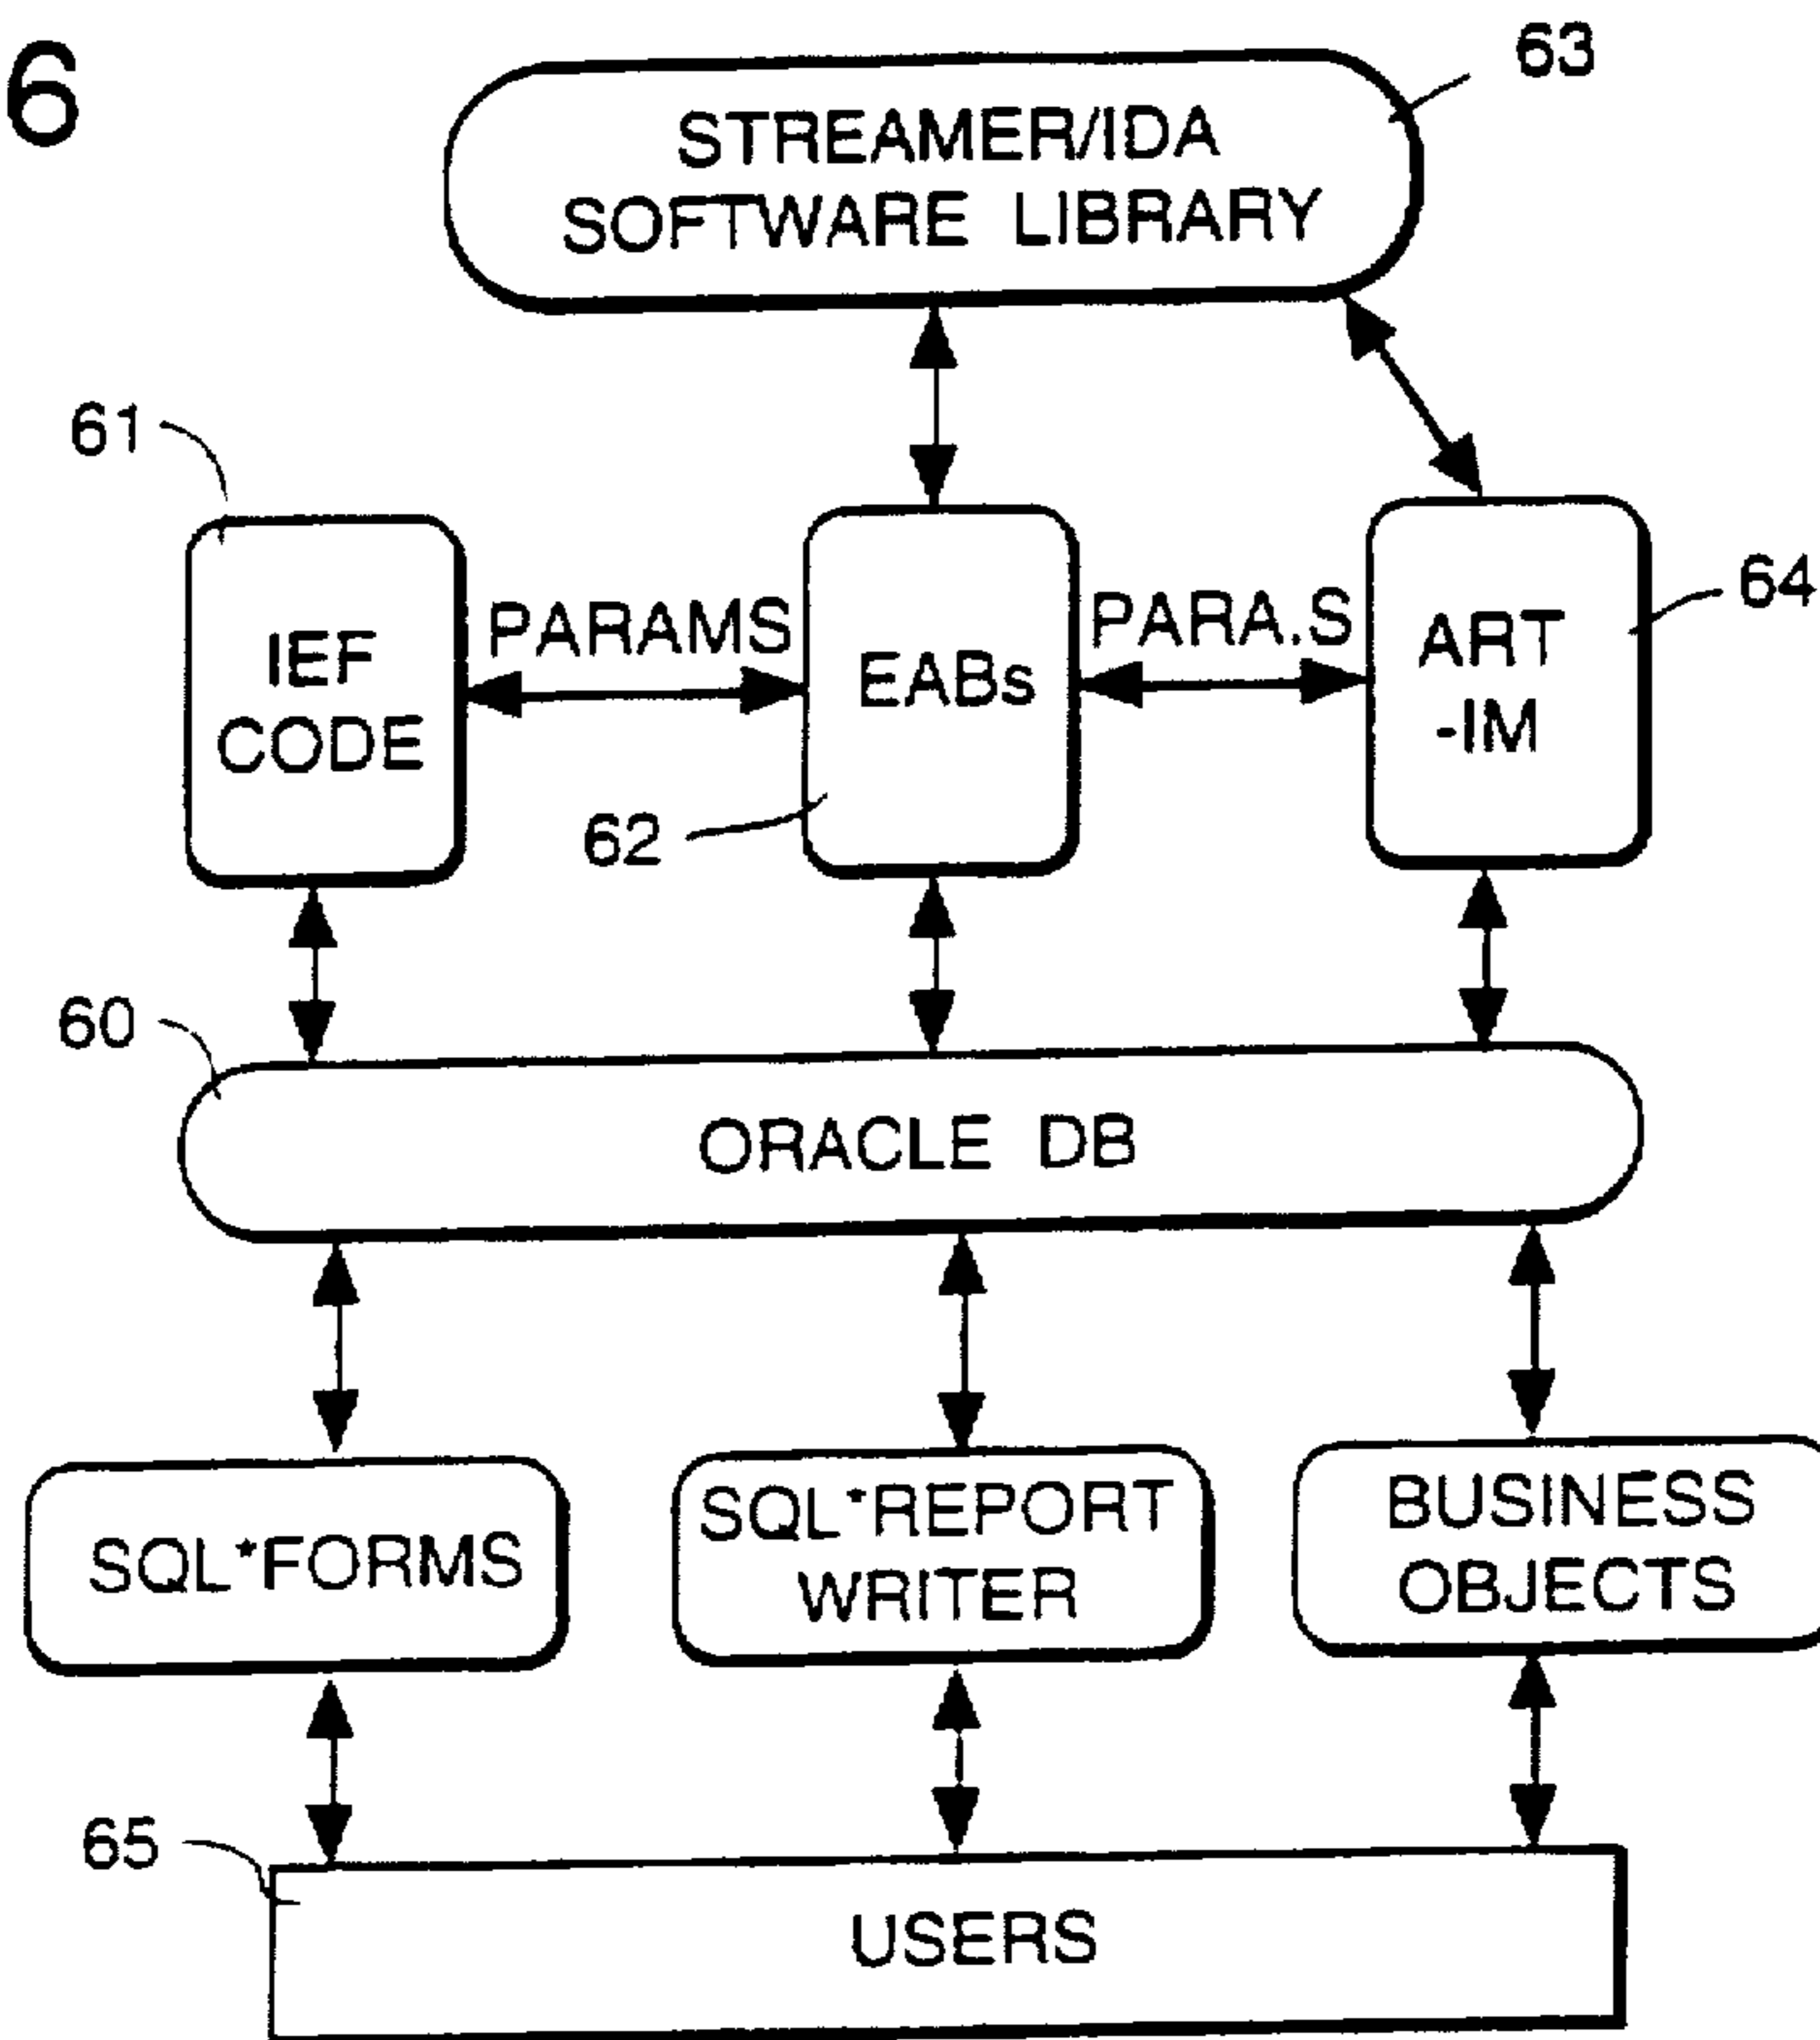 6
63
STREAMER/IDA
SOFTWARE LIBRARY
61
64
PARAMS
PARA.S
IEF
CODE
EABs
ART
-IM
62
60
ORACLE DB
SQL*FORMS
SQL*REPORT
WRITER
BUSINESS
OBJECTS
65
USERS